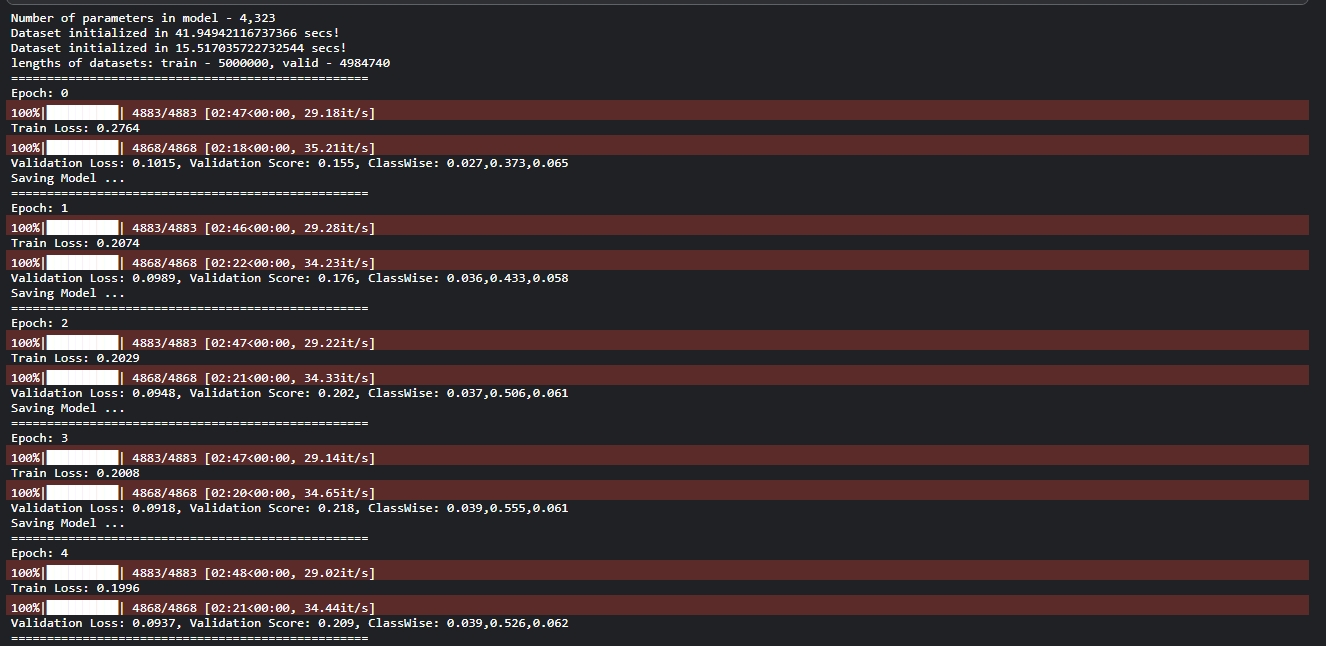 Number of parameters in model - 4,323
Dataset initialized in 41.94942116737366 secs!
Dataset initialized in 15.517035722732544 secs!
lengths of datasets: train - 5000000, valid - 4984740
==================================================
Epoch: 0
100%|██████████| 4883/4883 [02:47<00:00, 29.18it/s]
Train Loss: 0.2764
100%|██████████| 4868/4868 [02:18<00:00, 35.21it/s]
Validation Loss: 0.1015, Validation Score: 0.155, ClassWise: 0.027,0.373,0.065
Saving Model ...
==================================================
Epoch: 1
100%|██████████| 4883/4883 [02:46<00:00, 29.28it/s]
Train Loss: 0.2074
100%|██████████| 4868/4868 [02:22<00:00, 34.23it/s]
Validation Loss: 0.0989, Validation Score: 0.176, ClassWise: 0.036,0.433,0.058
Saving Model ...
==================================================
Epoch: 2
100%|██████████| 4883/4883 [02:47<00:00, 29.22it/s]
Train Loss: 0.2029
100%|██████████| 4868/4868 [02:21<00:00, 34.33it/s]
Validation Loss: 0.0948, Validation Score: 0.202, ClassWise: 0.037,0.506,0.061
Saving Model ...
==================================================
Epoch: 3
100%|██████████| 4883/4883 [02:47<00:00, 29.14it/s]
Train Loss: 0.2008
100%|██████████| 4868/4868 [02:20<00:00, 34.65it/s]
Validation Loss: 0.0918, Validation Score: 0.218, ClassWise: 0.039,0.555,0.061
Saving Model ...
==================================================
Epoch: 4
100%|██████████| 4883/4883 [02:48<00:00, 29.02it/s]
Train Loss: 0.1996
100%|██████████| 4868/4868 [02:21<00:00, 34.44it/s]
Validation Loss: 0.0937, Validation Score: 0.209, ClassWise: 0.039,0.526,0.062
==================================================